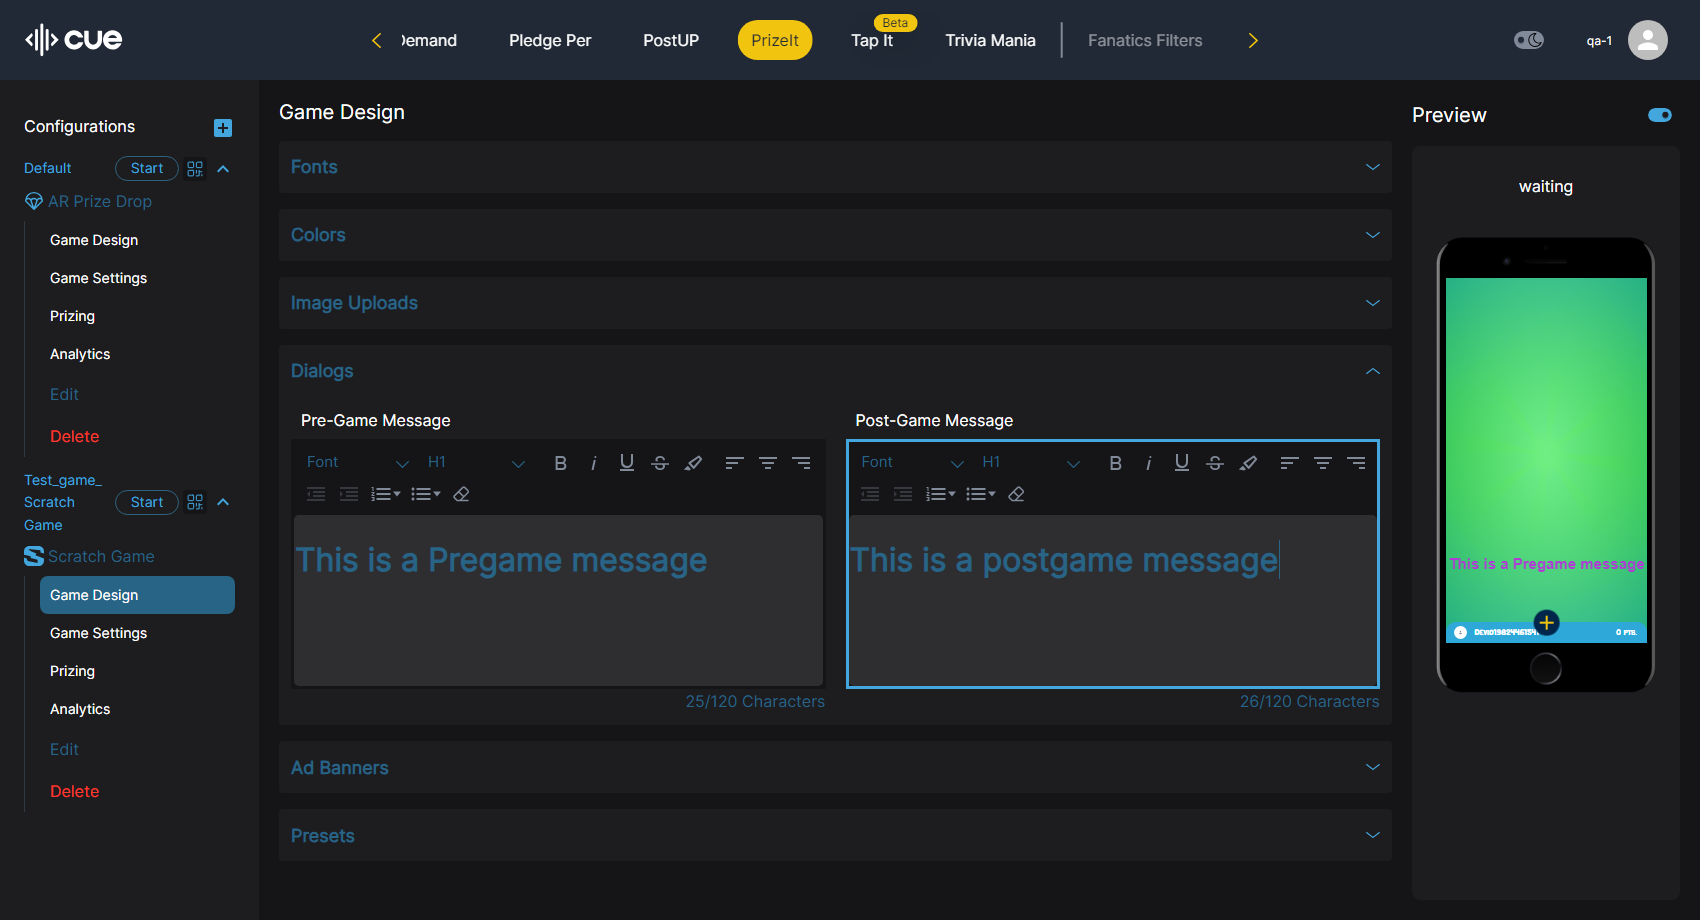 cue
Demand
Pledge Per
PostUP
PrizeIt
Beta
Tap It
Trivia Mania
Fanatics Filters
qa-1
Configurations
Default
Start
AR Prize Drop
Game Design
Game Settings
Prizing
Analytics
Edit
Delete
Test_game_
Scratch
Game
Start
Scratch Game
Game Design
Game Settings
Prizing
Analytics
Edit
Delete
Game Design
Fonts
Colors
Image Uploads
Dialogs
Pre-Game Message
Font
H1
B i U S
This is a Pregame message
25/120 Characters
Post-Game Message
Font
H1
B i U S
This is a postgame message
26/120 Characters
Ad Banners
Presets
Preview
waiting
This is a Pregame message
0 PTS.